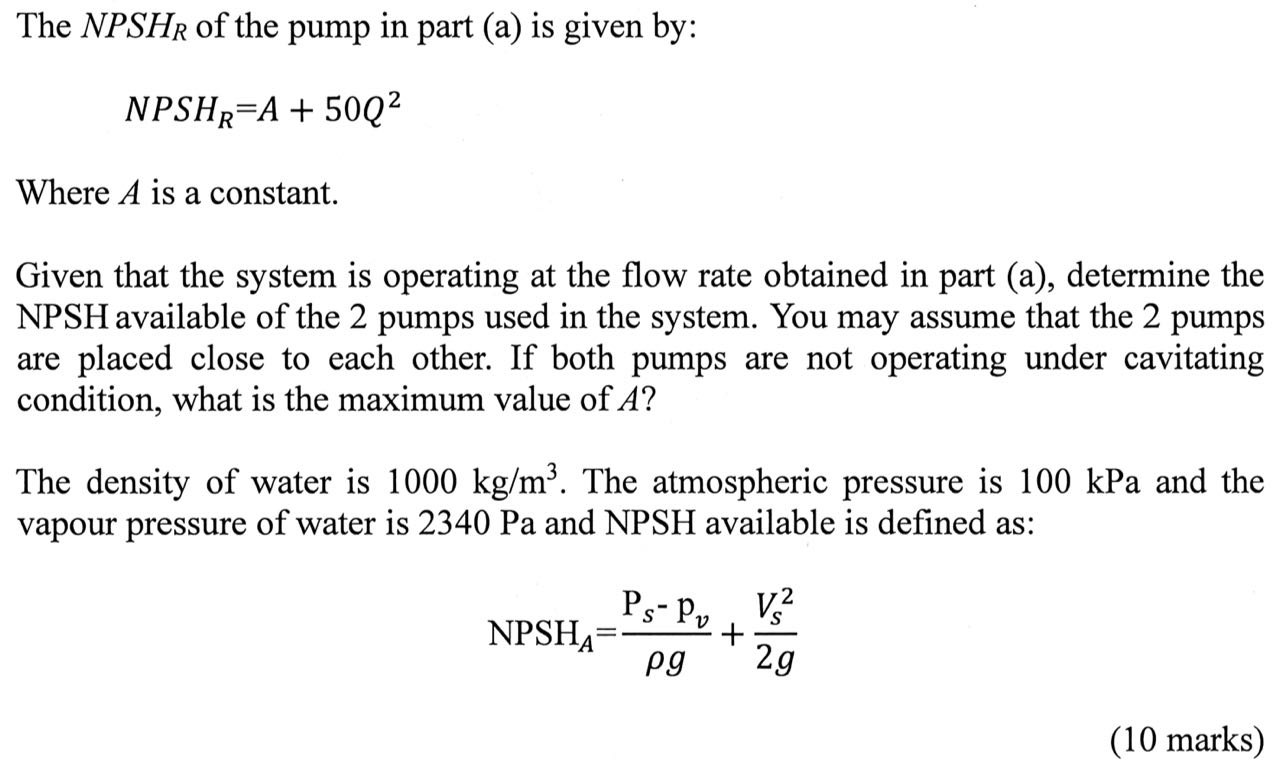 The NPSHR of the pump in part (a) is given by:
NPSH_R=A + 50Q²
Where A is a constant.
Given that the system is operating at the flow rate obtained in part (a), determine the
NPSH available of the 2 pumps used in the system. You may assume that the 2 pumps
are placed close to each other. If both pumps are not operating under cavitating
condition, what is the maximum value of A?
The density of water is 1000 kg/m³. The atmospheric pressure is 100 kPa and the
vapour pressure of water is 2340 Pa and NPSH available is defined as:
NPSH_A= (P_s- p_v)/(ρg) + V_s²/(2g)
(10 marks)